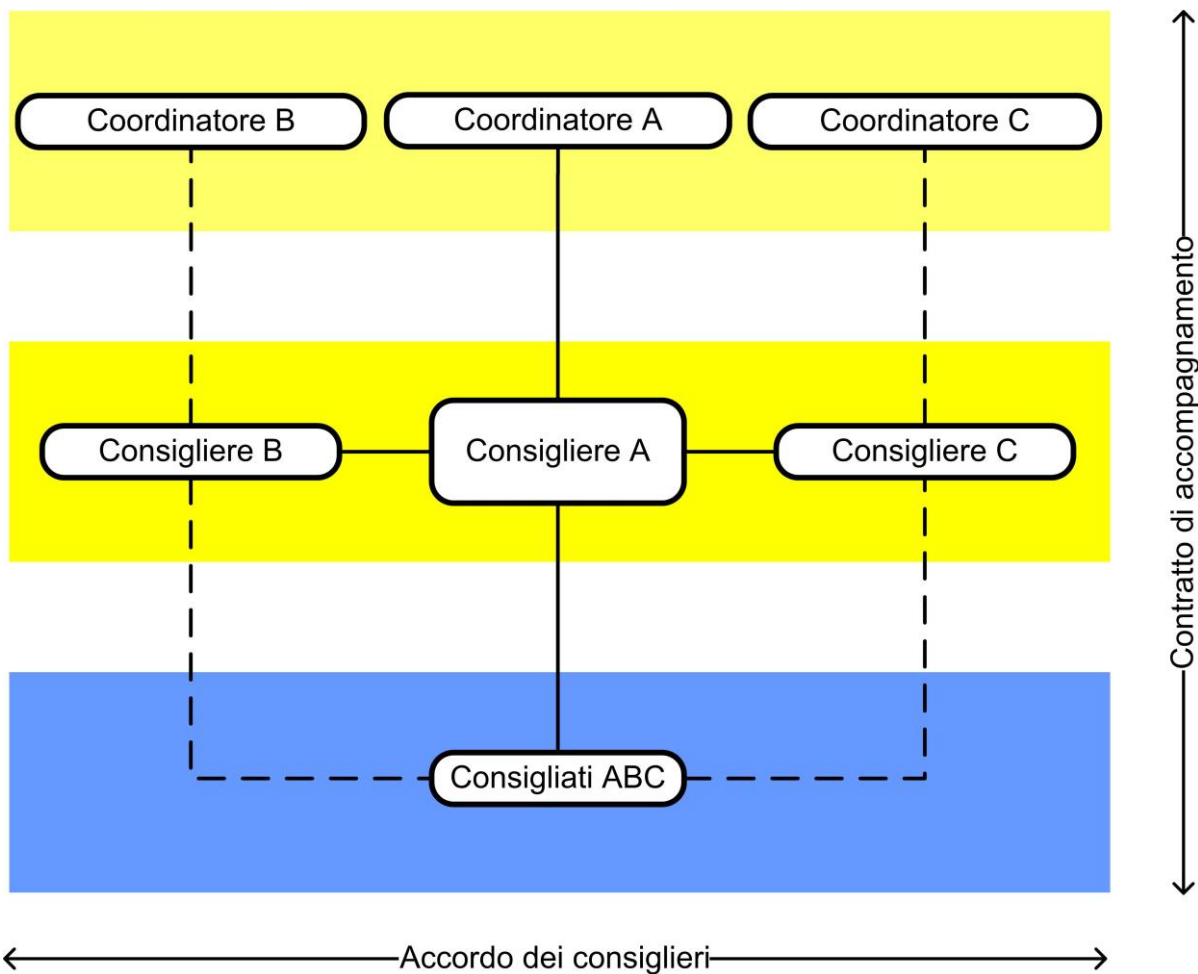 Coordinatore B
Coordinatore A
Coordinatore C
Consigliere B
Consigliere A
Consigliere C
Consigliati ABC
Accordo dei consiglieri
Contratto di accompagnamento